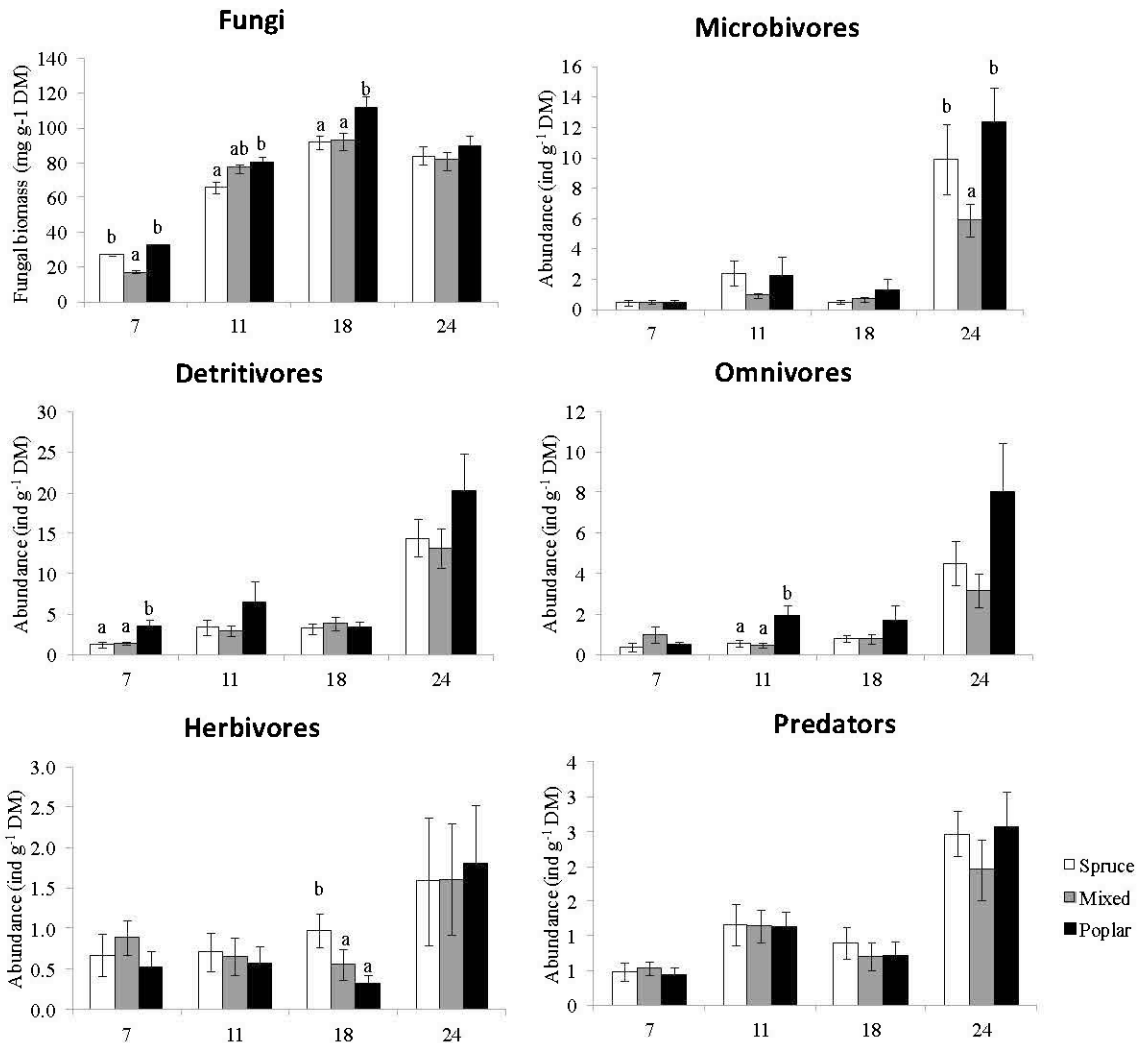 Fungi
Fungal biomass (mg g-1 DM)
140
120
100
80
60
40
20
0
b
a
b
a
ab
b
a
a
b
7 11 18 24
Microbivores
Abundance (ind g-1 DM)
16
14
12
10
8
6
4
2
0
b
a
b
7 11 18 24
Detritivores
Abundance (ind g-1 DM)
30
25
20
15
10
5
0
a
a
b
7 11 18 24
Omnivores
Abundance (ind g-1 DM)
12
10
8
6
4
2
0
a
a
b
7 11 18 24
Herbivores
Abundance (ind g-1 DM)
3.0
2.5
2.0
1.5
1.0
0.5
0.0
b
a
a
7 11 18 24
Predators
Abundance (ind g-1 DM)
4
3
3
2
2
1
1
0
7 11 18 24
Spruce
Mixed
Poplar